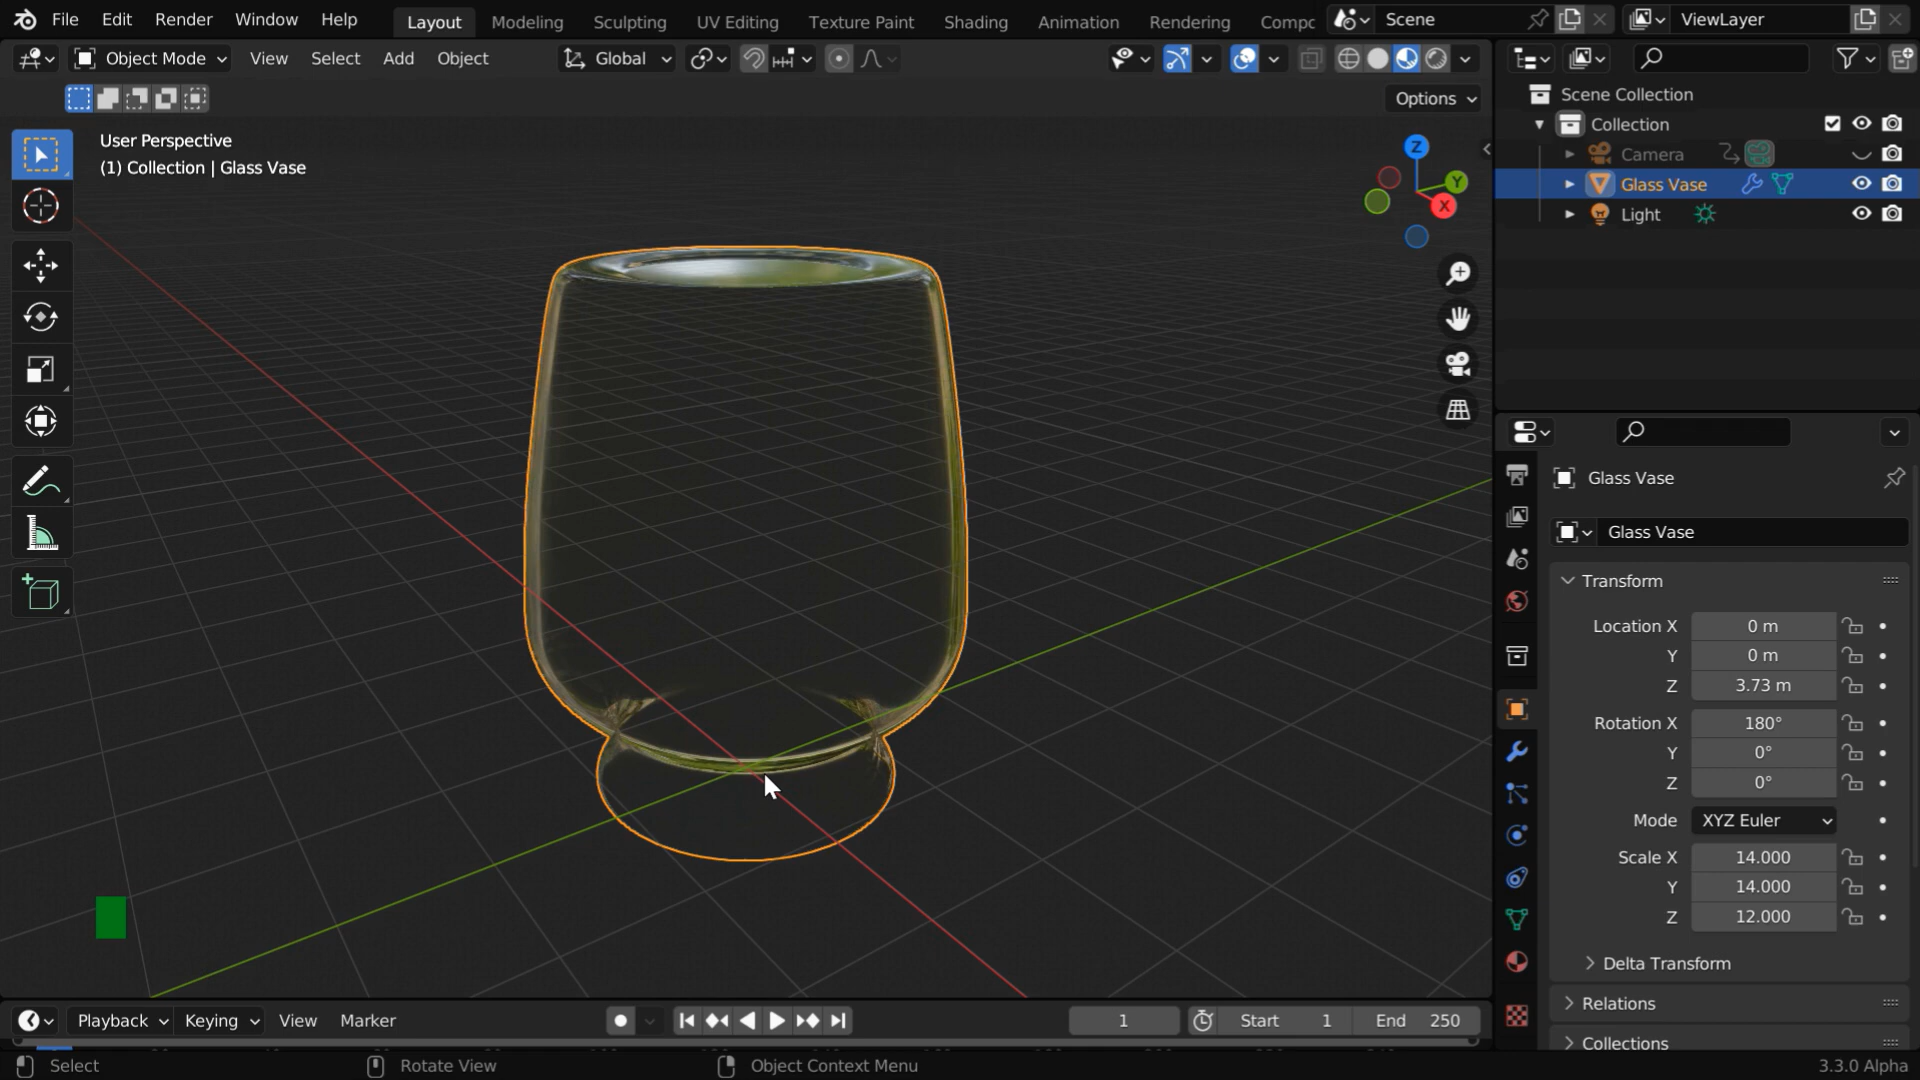 File Edit Render Window Help Layout Modeling Sculpting UV Editing Texture Paint Shading Animation Rendering Compc Scene ViewLayer
Object Mode View Select Add Object Global
Options
User Perspective
(1) Collection | Glass Vase
Z
Y
X
Scene Collection
Collection
Camera
Glass Vase
Light
Glass Vase
Glass Vase
Transform
Location X 0 m
Y 0 m
Z 3.73 m
Rotation X 180°
Y 0°
Z 0°
Mode XYZ Euler
Scale X 14.000
Y 14.000
Z 12.000
Delta Transform
Relations
Collections
Playback Keying View Marker 1 Start 1 End 250
Select Rotate View Object Context Menu 3.3.0 Alpha